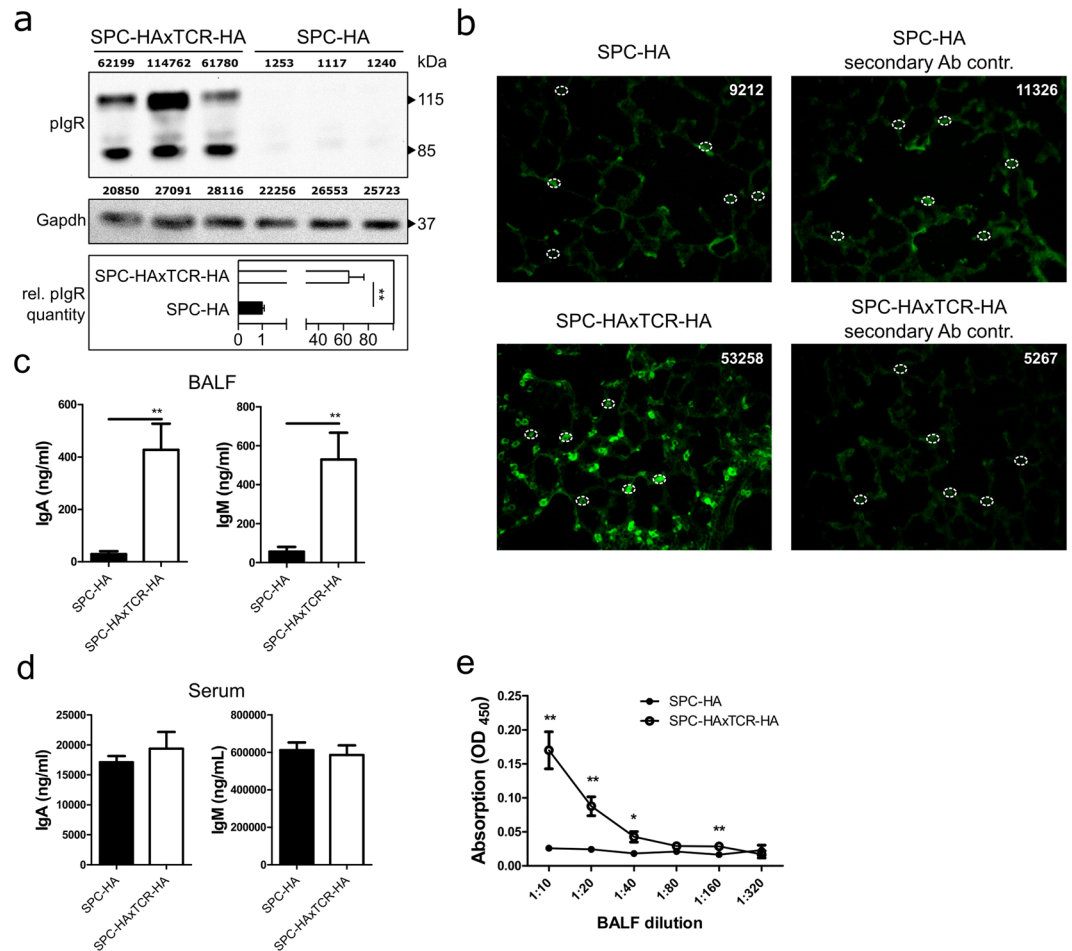 a
SPC-HAxTCR-HA SPC-HA
62199 114762 61780 1253 1117 1240 kDa
pIgR
115
85
20850 27091 28116 22256 26553 25723
Gapdh
37
rel. pIgR
quantity
SPC-HAxTCR-HA
SPC-HA
**
0 1 40 60 80
b
SPC-HA
9212
SPC-HA
secondary Ab contr.
11326
SPC-HAxTCR-HA
53258
SPC-HAxTCR-HA
secondary Ab contr.
5267
c
BALF
IgA (ng/ml)
600
400
200
0
**
SPC-HA
SPC-HAxTCR-HA
IgM (ng/ml)
800
600
400
200
0
**
SPC-HA
SPC-HAxTCR-HA
d
Serum
IgA (ng/ml)
25000
20000
15000
10000
5000
0
SPC-HA
SPC-HAxTCR-HA
IgM (ng/mL)
800000
600000
400000
200000
0
SPC-HA
SPC-HAxTCR-HA
e
Absorption (OD 450)
0.25
0.20
0.15
0.10
0.05
0.00
SPC-HA
SPC-HAxTCR-HA
**
**
*
**
1:10 1:20 1:40 1:80 1:160 1:320
BALF dilution